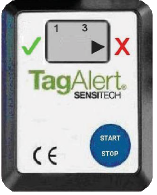 1 3
✓ X
TagAlert®
SENSITECH
START
STOP
CE